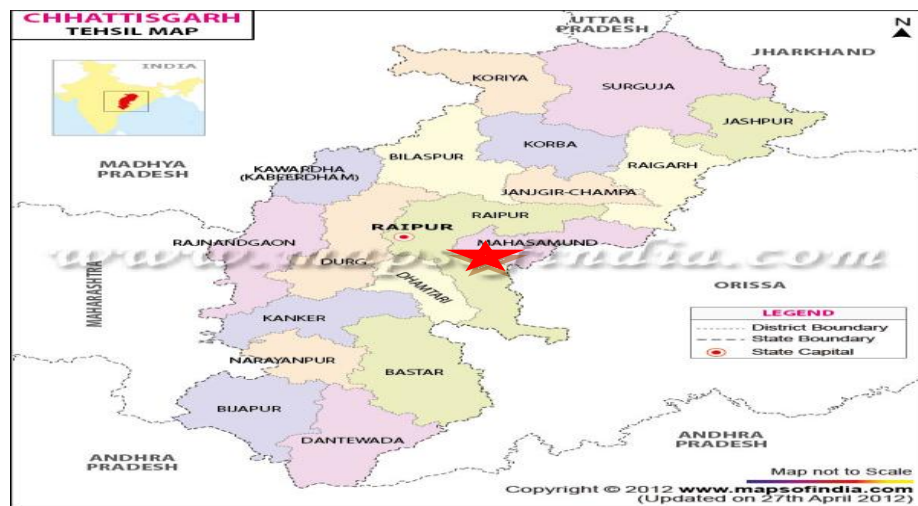 CHHATTISGARH
TEHSIL MAP
INDIA
UTTAR
PRADESH
N
JHARKHAND
KORIYA
SURGUJA
JASHPUR
MADHYA
PRADESH
BILASPUR
KORBA
RAIGARH
KAWARDHA
(KABEERDHAM)
JANJGIR-CHAMPA
RAIPUR
RAIPUR
RAJNANDGAON
MAHASAMUND
www.mapsofindia.com
DURG
DHAMTARI
MAHARASHTRA
ORISSA
KANKER
LEGEND
District Boundary
State Boundary
State Capital
NARAYANPUR
BASTAR
BIJAPUR
DANTEWADA
ANDHRA
PRADESH
ANDHRA
PRADESH
Map not to Scale
Copyright © 2012 www.mapsofindia.com
(Updated on 27th April 2012)